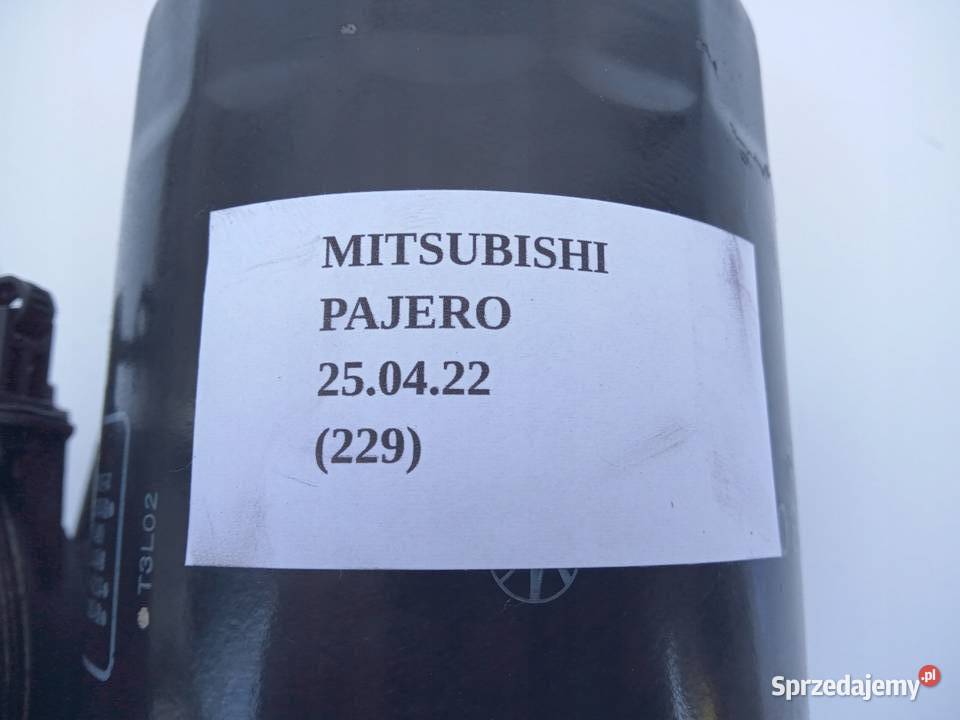 MITSUBISHI
PAJERO
25.04.22
(229)
T3L02
Sprzedajemy.pl